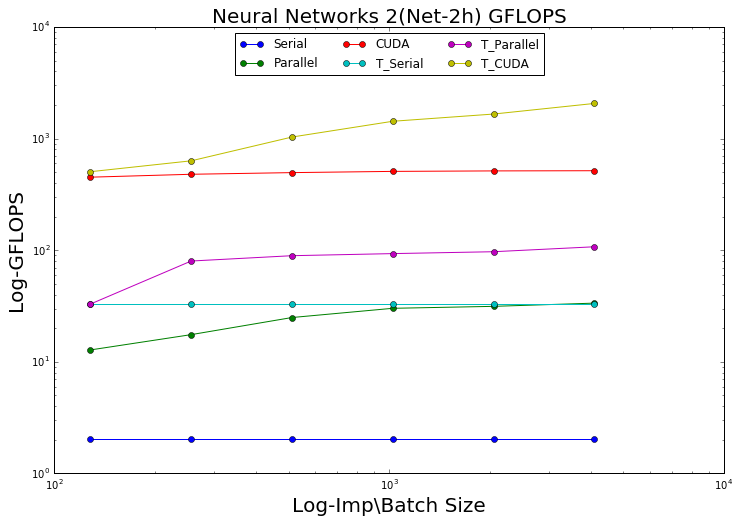 Neural Networks 2(Net-2h) GFLOPS
Serial CUDA T_Parallel
Parallel T_Serial T_CUDA
10^4
10^3
10^2
10^1
10^0
Log-GFLOPS
10^2 10^3 10^4
Log-Imp\Batch Size